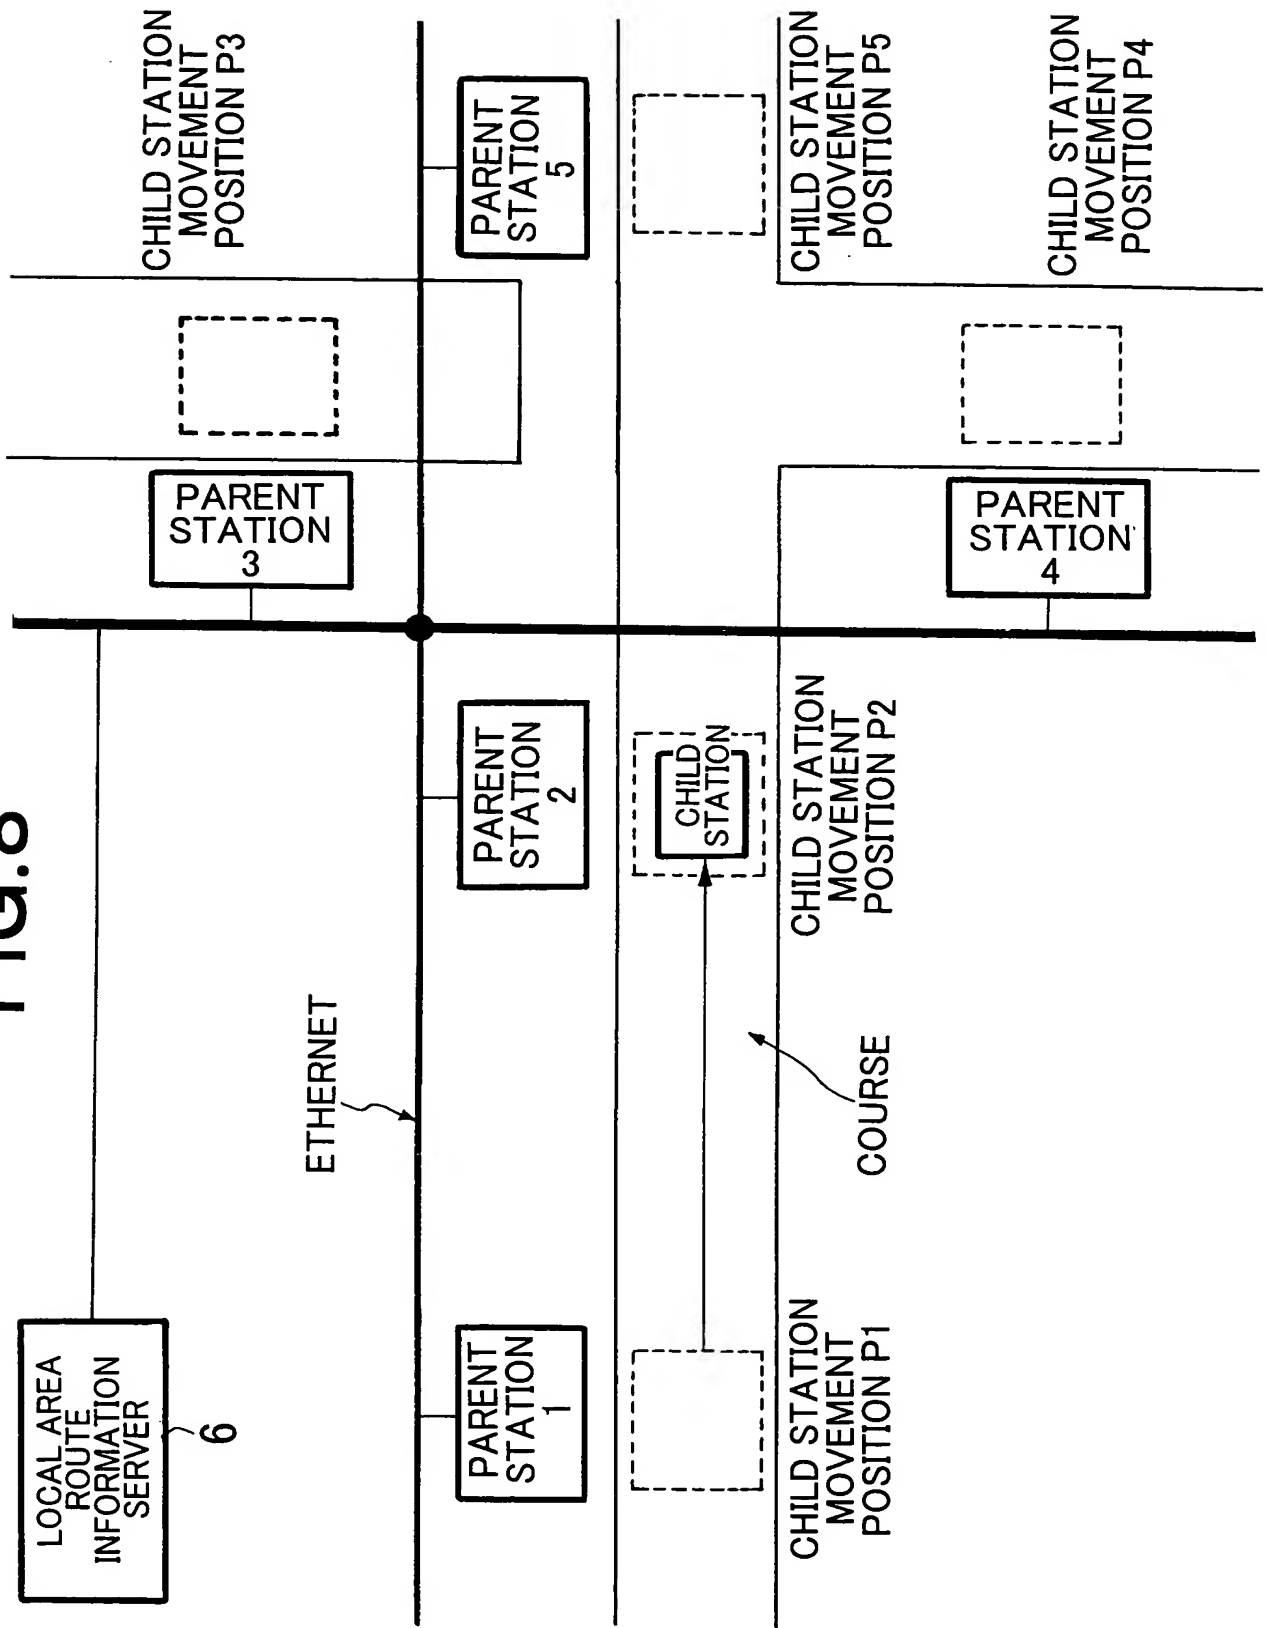 FIG.8
LOCAL AREA
ROUTE
INFORMATION
SERVER
6
ETHERNET
PARENT
STATION
1
PARENT
STATION
2
PARENT
STATION
3
PARENT
STATION
4
PARENT
STATION
5
CHILD
STATION
COURSE
CHILD STATION
MOVEMENT
POSITION P1
CHILD STATION
MOVEMENT
POSITION P2
CHILD STATION
MOVEMENT
POSITION P3
CHILD STATION
MOVEMENT
POSITION P5
CHILD STATION
MOVEMENT
POSITION P4